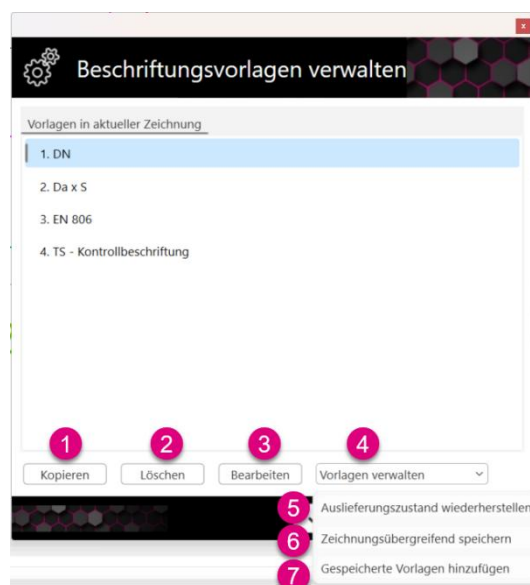 x
Beschriftungsvorlagen verwalten
Vorlagen in aktueller Zeichnung
1. DN
2. Da x S
3. EN 806
4. TS - Kontrollbeschriftung
1
2
3
4
Kopieren
Löschen
Bearbeiten
Vorlagen verwalten
5 Auslieferungszustand wiederherstellen
6 Zeichnungsübergreifend speichern
7 Gespeicherte Vorlagen hinzufügen